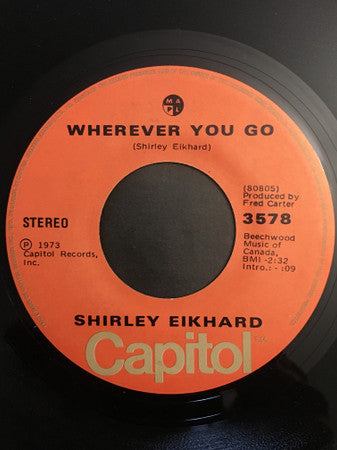 M A
P L
WHEREVER YOU GO
(Shirley Eikhard)
(80805)
Produced by
Fred Carter
STEREO
3578
Ⓟ 1973
Capitol Records,
Inc.
Beechwood
Music of
Canada,
BMI -2:32
Intro.: - :09
SHIRLEY EIKHARD
Capitol